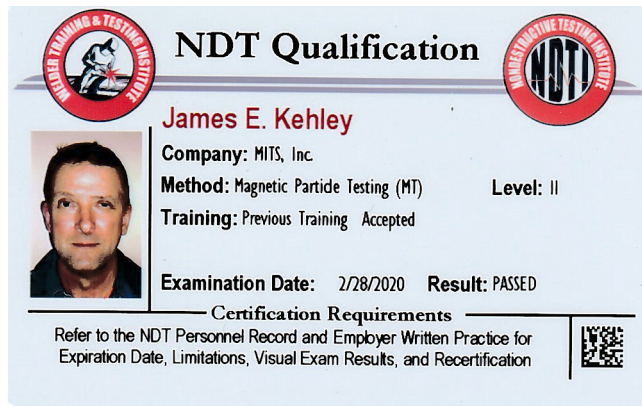 WELDER TRAINING & TESTING INSTITUTE
NDT Qualification
NONDESTRUCTIVE TESTING INSTITUTE
NDTI
James E. Kehley
Company: MITS, Inc.
Method: Magnetic Particle Testing (MT) Level: II
Training: Previous Training Accepted
Examination Date: 2/28/2020 Result: PASSED
Certification Requirements
Refer to the NDT Personnel Record and Employer Written Practice for
Expiration Date, Limitations, Visual Exam Results, and Recertification